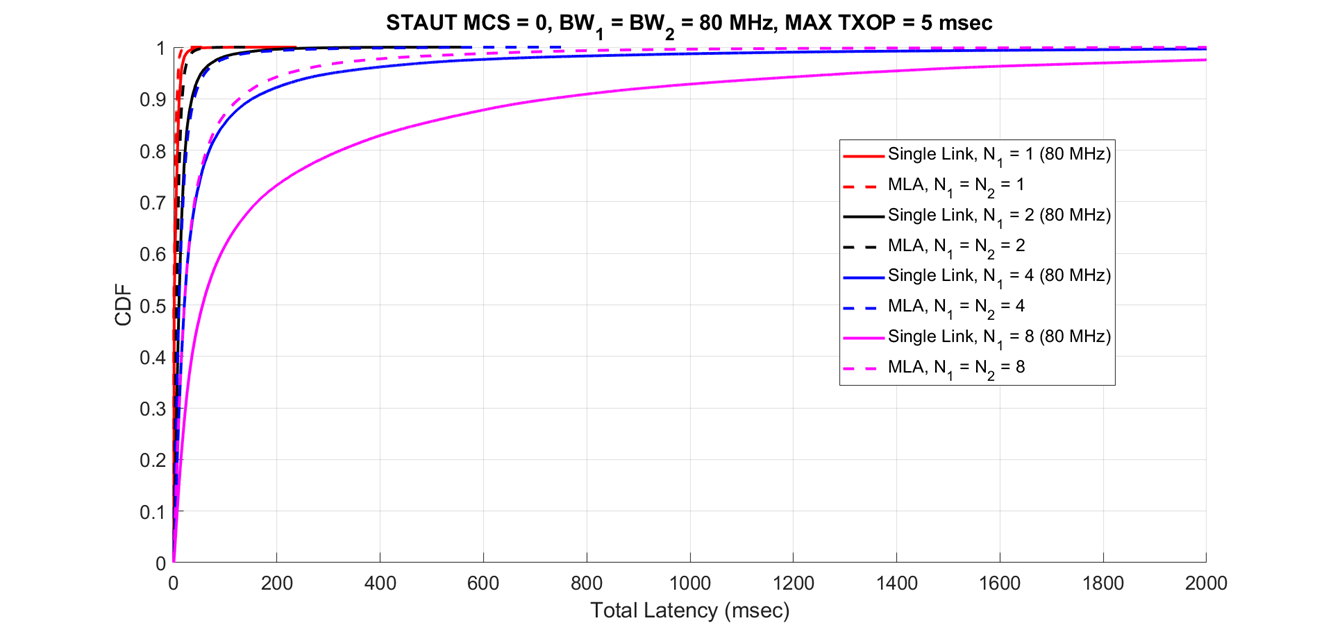 STAUT MCS = 0, BW1 = BW2 = 80 MHz, MAX TXOP = 5 msec
1
0.9
0.8
0.7
0.6
0.5
0.4
0.3
0.2
0.1
0
CDF
Single Link, N1 = 1 (80 MHz)
MLA, N1 = N2 = 1
Single Link, N1 = 2 (80 MHz)
MLA, N1 = N2 = 2
Single Link, N1 = 4 (80 MHz)
MLA, N1 = N2 = 4
Single Link, N1 = 8 (80 MHz)
MLA, N1 = N2 = 8
0 200 400 600 800 1000 1200 1400 1600 1800 2000
Total Latency (msec)